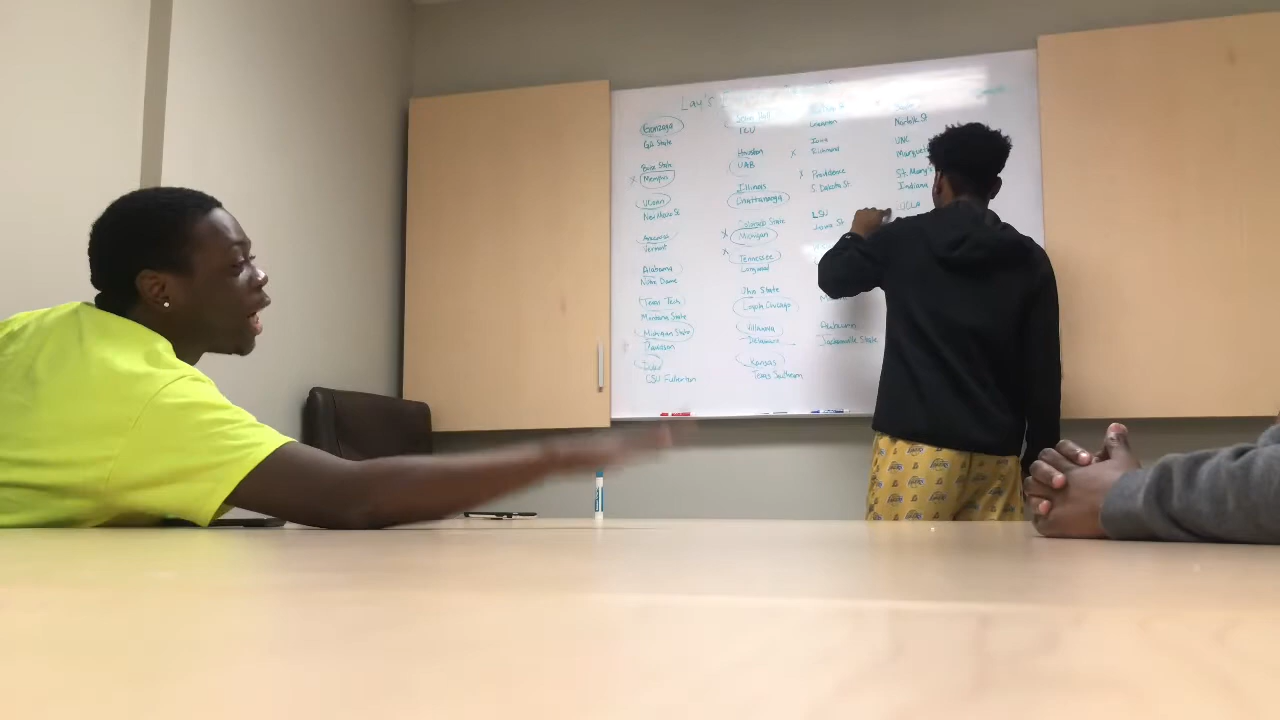 Lay's
Gonzaga
GA State
Boise State
Memphis
UConn
New Mexico St
Arkansas
Vermont
Alabama
Notre Dame
Texas Tech
Montana State
Michigan State
Davidson
Duke
CSU Fullerton
Seton Hall
TCU
Houston
UAB
Illinois
Chattanooga
Colorado State
X Michigan
X Tennessee
Longwood
Ohio State
Loyola Chicago
Villanova
Delaware
Kansas
Texas Southern
Creighton
X Richmond
X Providence
S. Dakota St.
LSU
Iowa St
Auburn
Jacksonville State
Norfolk St
UNC
Marquet
St. Mary's
Indiana
UCLA